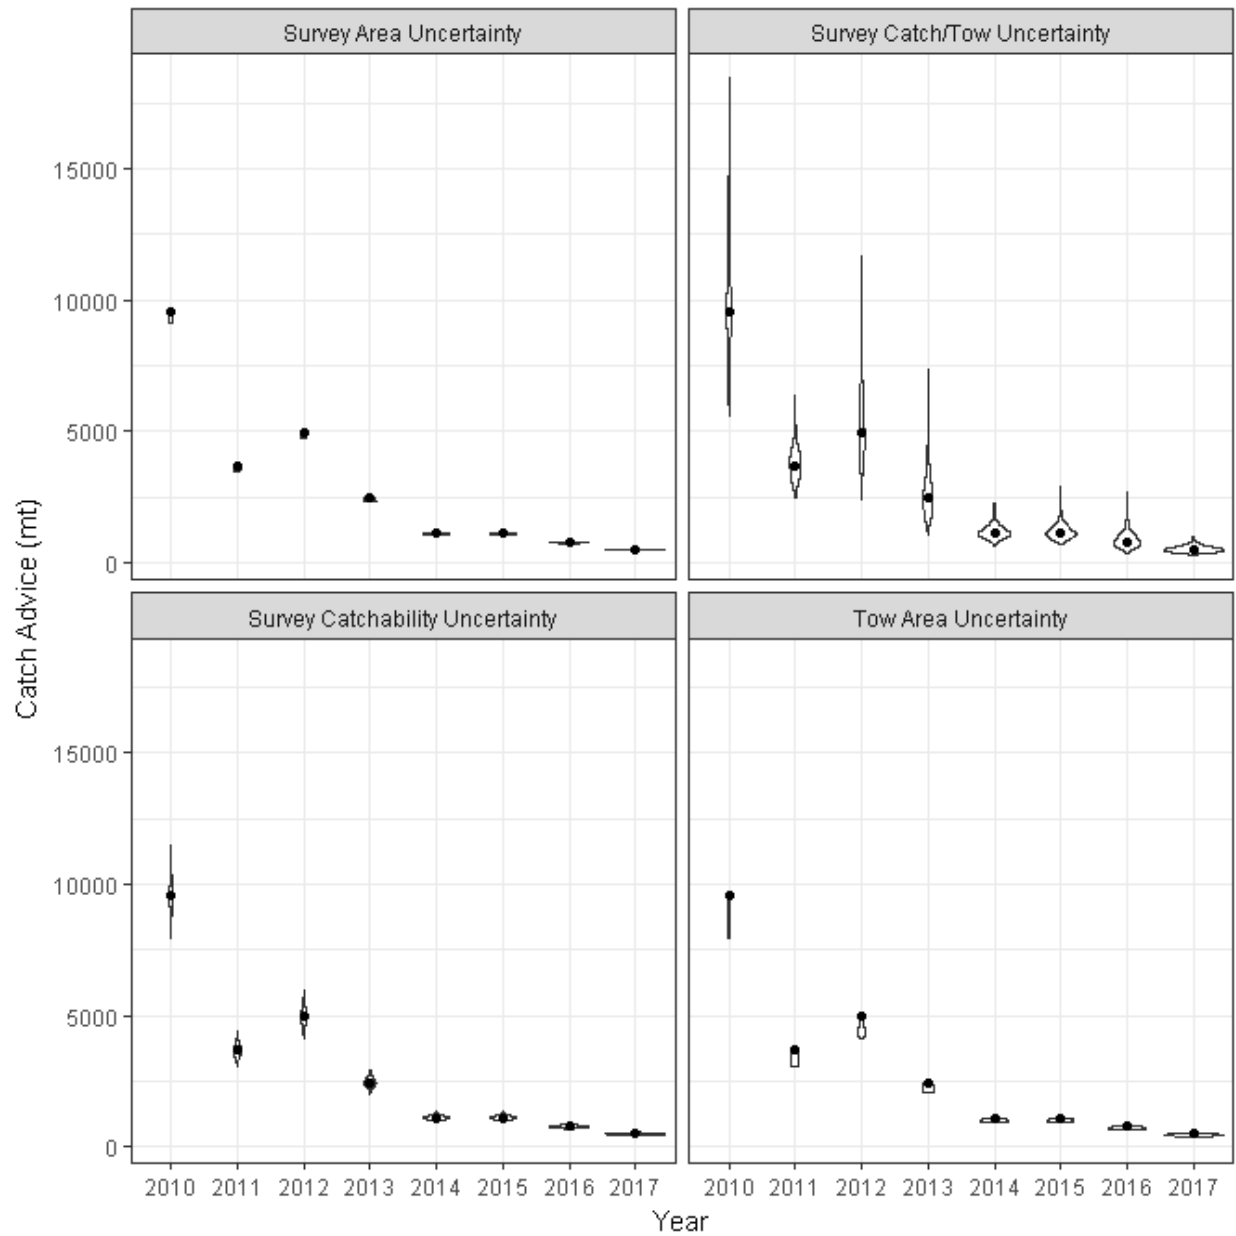 Survey Area Uncertainty
Survey Catch/Tow Uncertainty
15000
10000
5000
0
Survey Catchability Uncertainty
Tow Area Uncertainty
15000
10000
5000
0
Catch Advice (mt)
2010 2011 2012 2013 2014 2015 2016 2017
2010 2011 2012 2013 2014 2015 2016 2017
Year